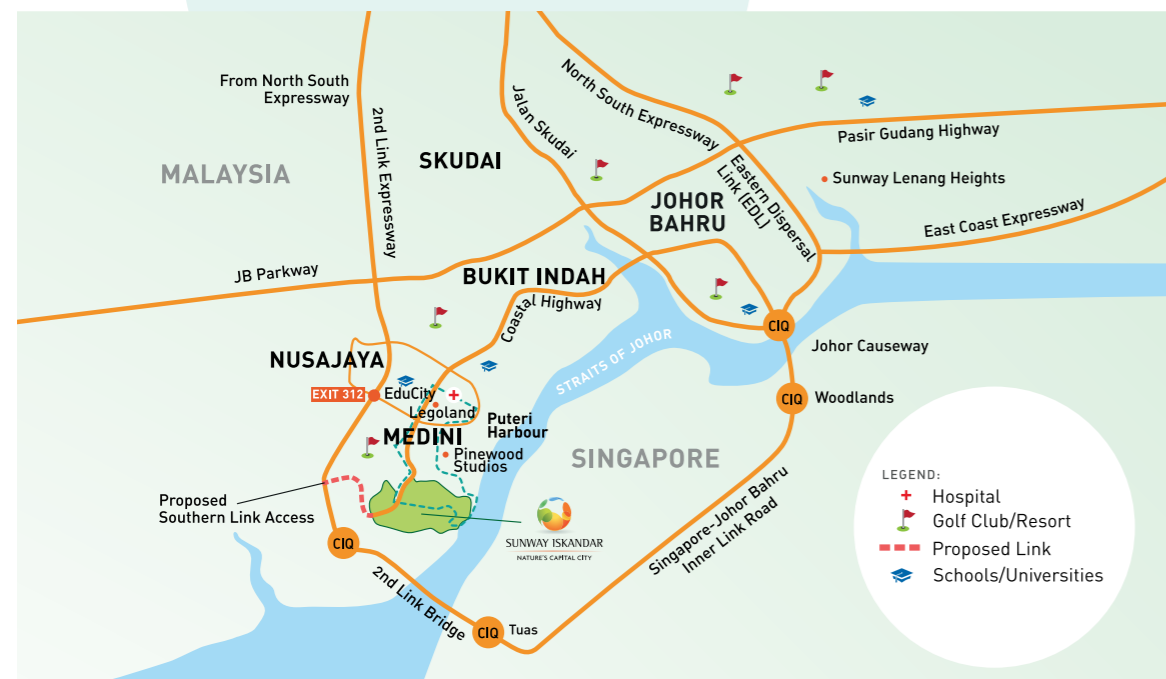 From North South
Expressway
2nd Link Expressway
MALAYSIA
SKUDAI
Jalan Skudai
North South Expressway
Pasir Gudang Highway
Eastern Dispersal
Link (EDL)
Sunway Lenang Heights
JOHOR
BAHRU
East Coast Expressway
JB Parkway
BUKIT INDAH
Coastal Highway
STRAITS OF JOHOR
CIQ
Johor Causeway
NUSAJAYA
EXIT 312
EduCity
Legoland
CIQ
Woodlands
Puteri
Harbour
MEDINI
Pinewood
Studios
SINGAPORE
Proposed
Southern Link Access
SUNWAY ISKANDAR
NATURE'S CAPITAL CITY
CIQ
2nd Link Bridge
CIQ
Tuas
Singapore-Johor Bahru
Inner Link Road
LEGEND:
Hospital
Golf Club/Resort
Proposed Link
Schools/Universities